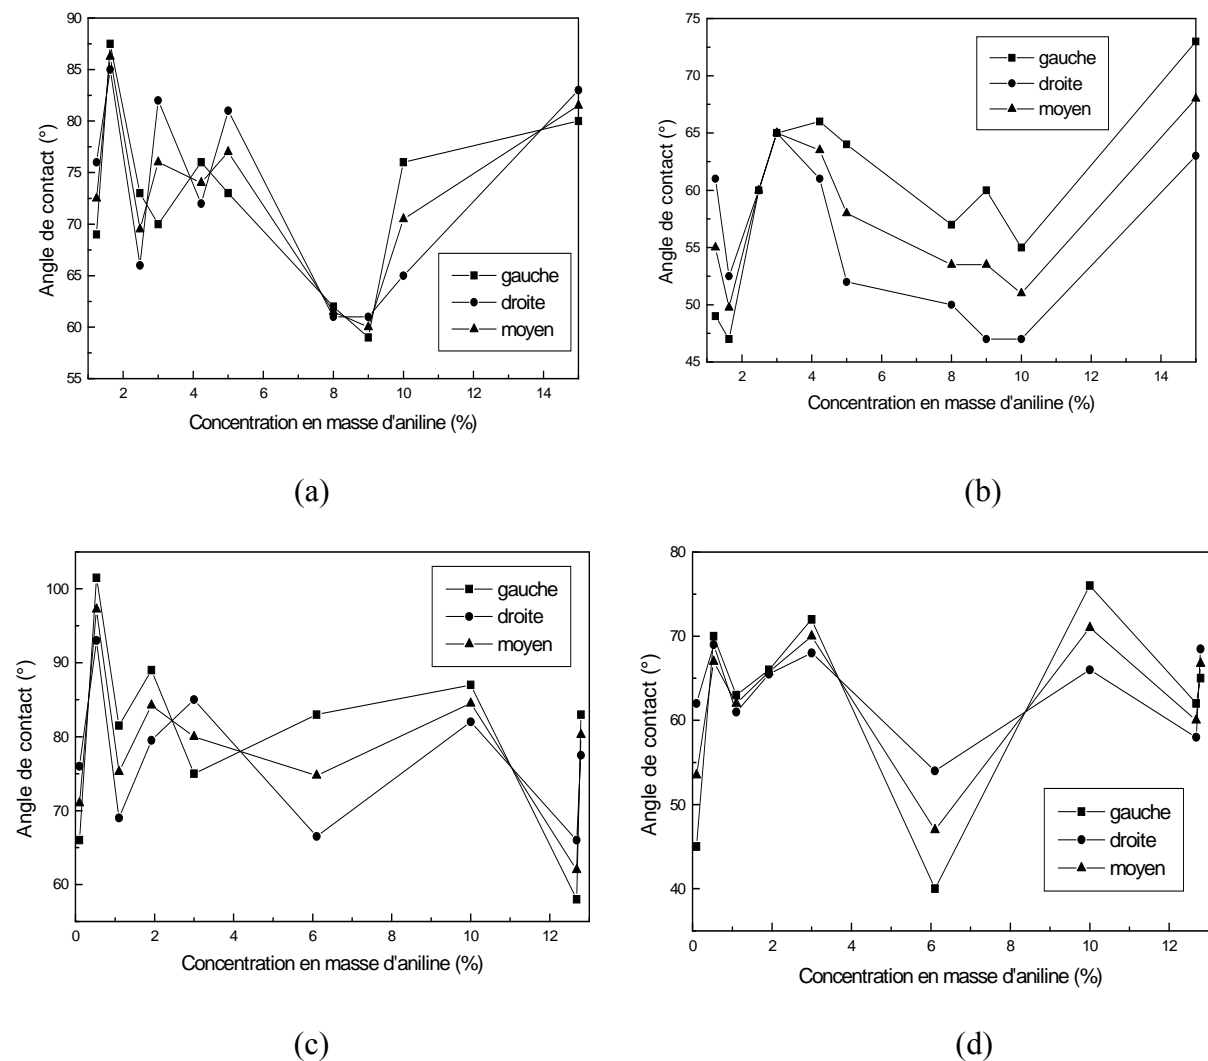 90
85
80
75
70
65
60
55
2
4
6
8
10
12
14
Angle de contact (°)
Concentration en masse d'aniline (%)
gauche
droite
moyen
(a)
75
70
65
60
55
50
45
2
4
6
8
10
12
14
Angle de contact (°)
Concentration en masse d'aniline (%)
gauche
droite
moyen
(b)
100
90
80
70
60
0
2
4
6
8
10
12
Angle de contact (°)
Concentration en masse d'aniline (%)
gauche
droite
moyen
(c)
80
70
60
50
40
0
2
4
6
8
10
12
Angle de contact (°)
Concentration en masse d'aniline (%)
gauche
droite
moyen
(d)